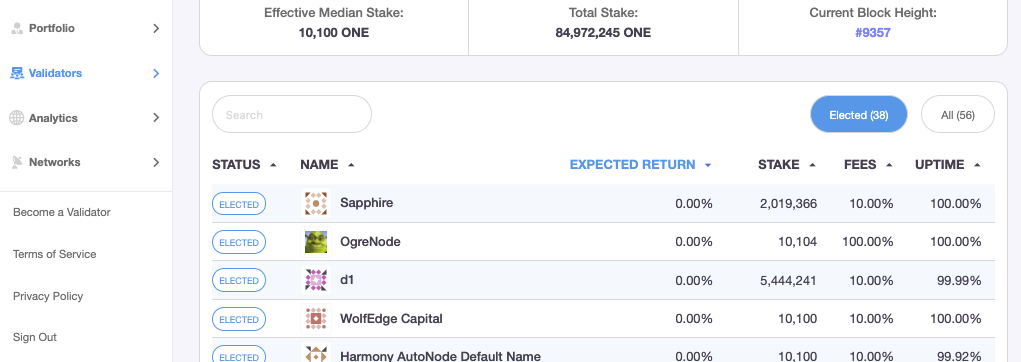 Portfolio
Validators
Analytics
Networks
Become a Validator
Terms of Service
Privacy Policy
Sign Out
Effective Median Stake: Total Stake: Current Block Height:
10,100 ONE 84,972,245 ONE #9357
Search Elected (38) All (56)
STATUS NAME EXPECTED RETURN STAKE FEES UPTIME
ELECTED Sapphire 0.00% 2,019,366 10.00% 100.00%
ELECTED OgreNode 0.00% 10,104 100.00% 100.00%
ELECTED d1 0.00% 5,444,241 10.00% 99.99%
ELECTED WolfEdge Capital 0.00% 10,100 10.00% 100.00%
ELECTED Harmony AutoNode Default Name 0.00% 10,100 10.00% 99.92%